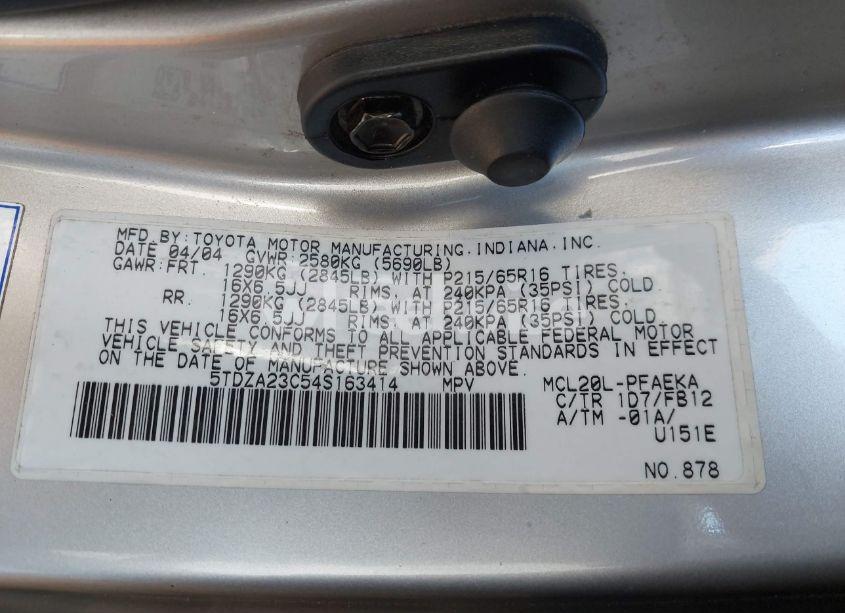 MFD.BY:TOYOTA MOTOR MANUFACTURING.INDIANA.INC.
DATE 04/04 GVWR:2580KG (5690LB)
GAWR:FRT. 1290KG (2845LB) WITH P215/65R16 TIRES.
16X6.5JJ RIMS. AT 240KPA (35PSI) COLD.
RR. 1290KG (2845LB) WITH P215/65R16 TIRES.
16X6.5JJ RIMS. AT 240KPA (35PSI) COLD.
THIS VEHICLE CONFORMS TO ALL APPLICABLE FEDERAL MOTOR
VEHICLE SAFETY AND THEFT PREVENTION STANDARDS IN EFFECT
ON THE DATE OF MANUFACTURE SHOWN ABOVE.
5TDZA23C54S163414 MPV MCL20L-PFAEKA
C/TR 1D7/FB12
A/TM -01A/
U151E
NO.878